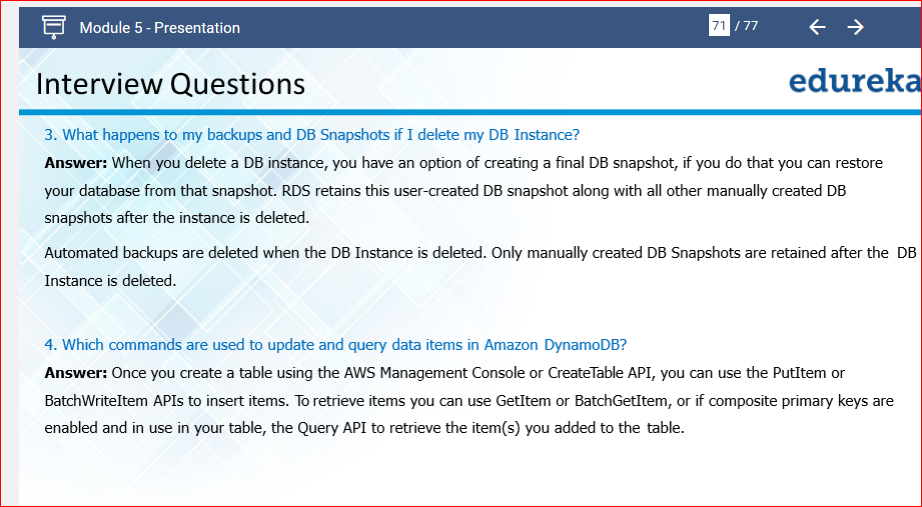 Module 5 - Presentation
71 / 77
Interview Questions
edureka
3. What happens to my backups and DB Snapshots if I delete my DB Instance?
Answer: When you delete a DB instance, you have an option of creating a final DB snapshot, if you do that you can restore
your database from that snapshot. RDS retains this user-created DB snapshot along with all other manually created DB
snapshots after the instance is deleted.
Automated backups are deleted when the DB Instance is deleted. Only manually created DB Snapshots are retained after the DB
Instance is deleted.
4. Which commands are used to update and query data items in Amazon DynamoDB?
Answer: Once you create a table using the AWS Management Console or CreateTable API, you can use the PutItem or
BatchWriteItem APIs to insert items. To retrieve items you can use GetItem or BatchGetItem, or if composite primary keys are
enabled and in use in your table, the Query API to retrieve the item(s) you added to the table.